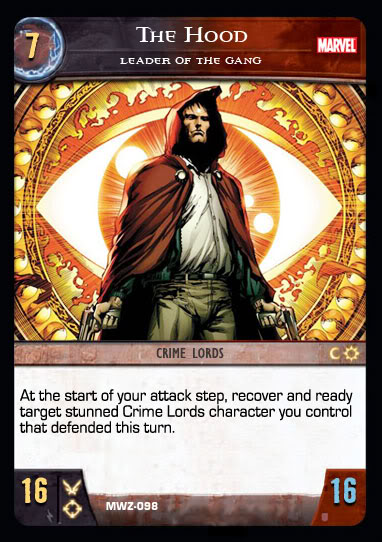 7
The Hood
MARVEL
LEADER OF THE GANG
CRIME LORDS
At the start of your attack step, recover and ready
target stunned Crime Lords character you control
that defended this turn.
16
MWZ-098
16